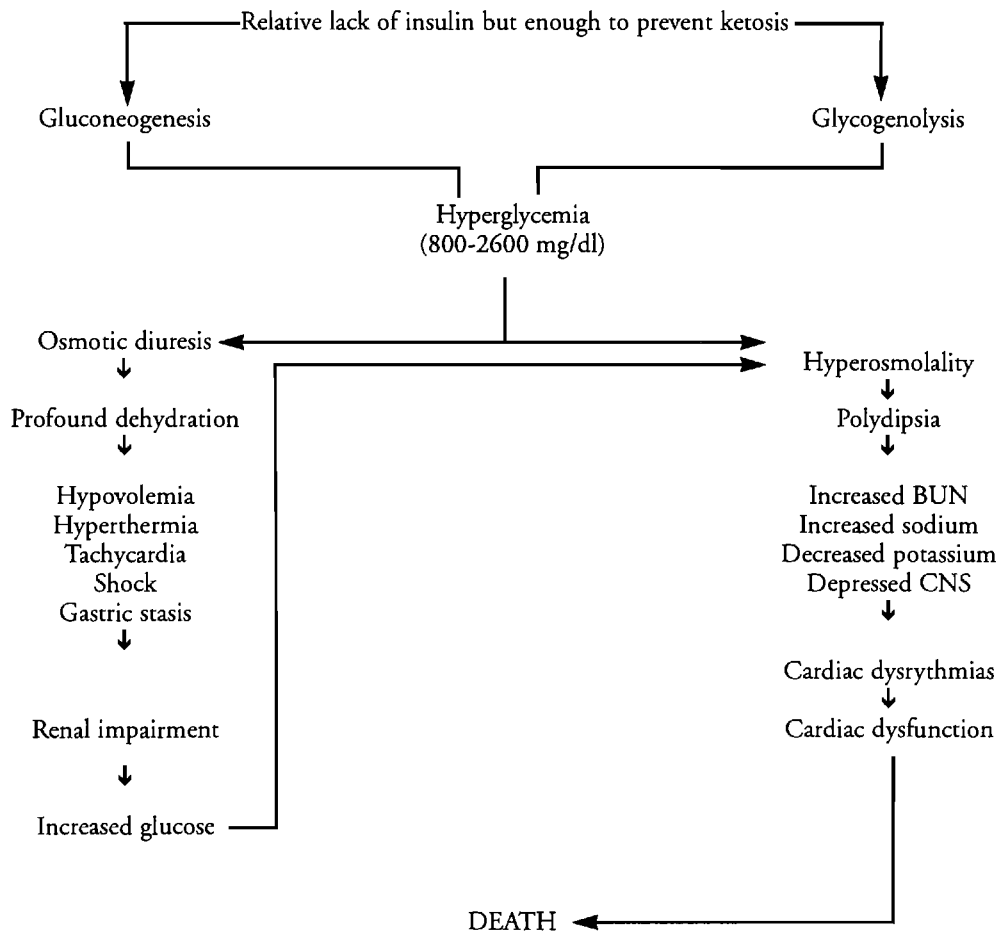 Relative lack of insulin but enough to prevent ketosis
Gluconeogenesis
Glycogenolysis
Hyperglycemia
(800-2600 mg/dl)
Osmotic diuresis
Profound dehydration
Hypovolemia
Hyperthermia
Tachycardia
Shock
Gastric stasis
Renal impairment
Increased glucose
Hyperosmolality
Polydipsia
Increased BUN
Increased sodium
Decreased potassium
Depressed CNS
Cardiac dysrythmias
Cardiac dysfunction
DEATH